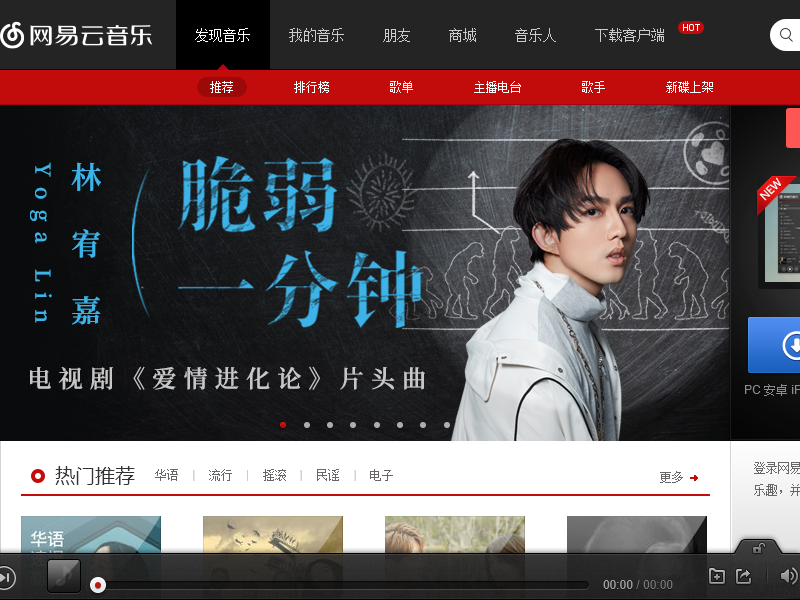 网易云音乐
发现音乐 我的音乐 朋友 商城 音乐人 下载客户端 HOT
推荐 排行榜 歌单 主播电台 歌手 新碟上架
林宥嘉
Yoga Lin
脆弱
一分钟
电视剧《爱情进化论》片头曲
NEW
PC 安卓 iP
热门推荐 华语 | 流行 | 摇滚 | 民谣 | 电子 更多
登录网易
乐趣，并
华语
00:00 / 00:00